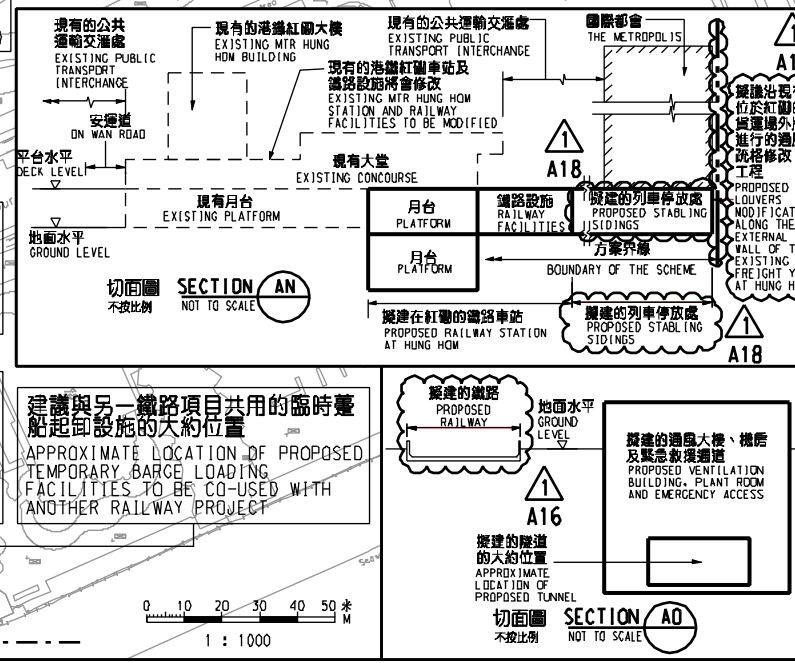 現有的公共
運輸交滙處
EXISTING PUBLIC
TRANSPORT
INTERCHANGE
現有的港鐵紅磡大樓
EXISTING MTR HUNG
HOM BUILDING
現有的公共運輸交滙處
EXISTING PUBLIC
TRANSPORT INTERCHANGE
國際都會
THE METROPOLIS
1
現有的港鐵紅磡車站及
鐵路設施將會修改
EXISTING MTR HUNG HOM
STATION AND RAILWAY
FACILITIES TO BE MODIFIED
安運道
ON WAN ROAD
1
A18
平台水平
DECK LEVEL
現有大堂
EXISTING CONCOURSE
現有月台
EXISTING PLATFORM
月台
PLATFORM
鐵路設施
RAILWAY
FACILITIES
擬建的列車停放處
PROPOSED STABLING
SIDINGS
工程
PROPOSED
LOUVERS
ALONG THE
EXTERNAL
EXISTING
地面水平
GROUND LEVEL
月台
PLATFORM
方案界線
BOUNDARY OF THE SCHEME
切面圖
不按比例
SECTION
NOT TO SCALE
AN
擬建在紅磡的鐵路車站
PROPOSED RAILWAY STATION
AT HUNG HOM
擬建的列車停放處
PROPOSED STABLING
SIDINGS
1
A18
建議與另一鐵路項目共用的臨時躉
船起卸設施的大約位置
APPROXIMATE LOCATION OF PROPOSED
TEMPORARY BARGE LOADING
FACILITIES TO BE CO-USED WITH
ANOTHER RAILWAY PROJECT
0 10 20 30 40 50 米
M
1 : 1000
擬建的鐵路
PROPOSED
RAILWAY
地面水平
GROUND
LEVEL
1
A16
擬建的通風大樓、機房
及緊急救援通道
PROPOSED VENTILATION
BUILDING, PLANT ROOM
AND EMERGENCY ACCESS
擬建的隧道
的大約位置
APPROXIMATE
LOCATION OF
PROPOSED TUNNEL
切面圖
不按比例
SECTION
NOT TO SCALE
AO